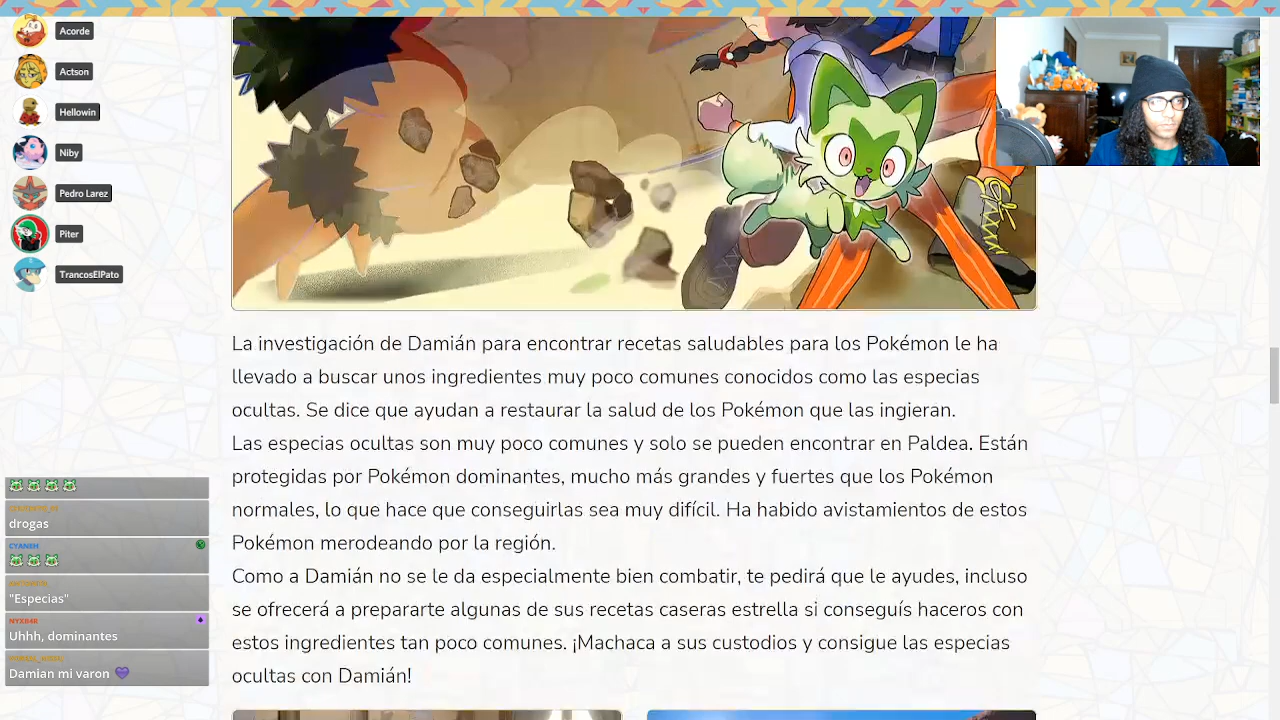 Acorde
Actson
Hellowin
Niby
Pedro Larez
Piter
TrancosElPato
La investigación de Damián para encontrar recetas saludables para los Pokémon le ha
llevado a buscar unos ingredientes muy poco comunes conocidos como las especias
ocultas. Se dice que ayudan a restaurar la salud de los Pokémon que las ingieran.
Las especias ocultas son muy poco comunes y solo se pueden encontrar en Paldea. Están
protegidas por Pokémon dominantes, mucho más grandes y fuertes que los Pokémon
normales, lo que hace que conseguirlas sea muy difícil. Ha habido avistamientos de estos
Pokémon merodeando por la región.
Como a Damián no se le da especialmente bien combatir, te pedirá que le ayudes, incluso
se ofrecerá a prepararte algunas de sus recetas caseras estrella si conseguís haceros con
estos ingredientes tan poco comunes. ¡Machaca a sus custodios y consigue las especias
ocultas con Damián!
drogas
CYANEH
"Especias"
NYX84R
Uhhh, dominantes
Damian mi varon 💜